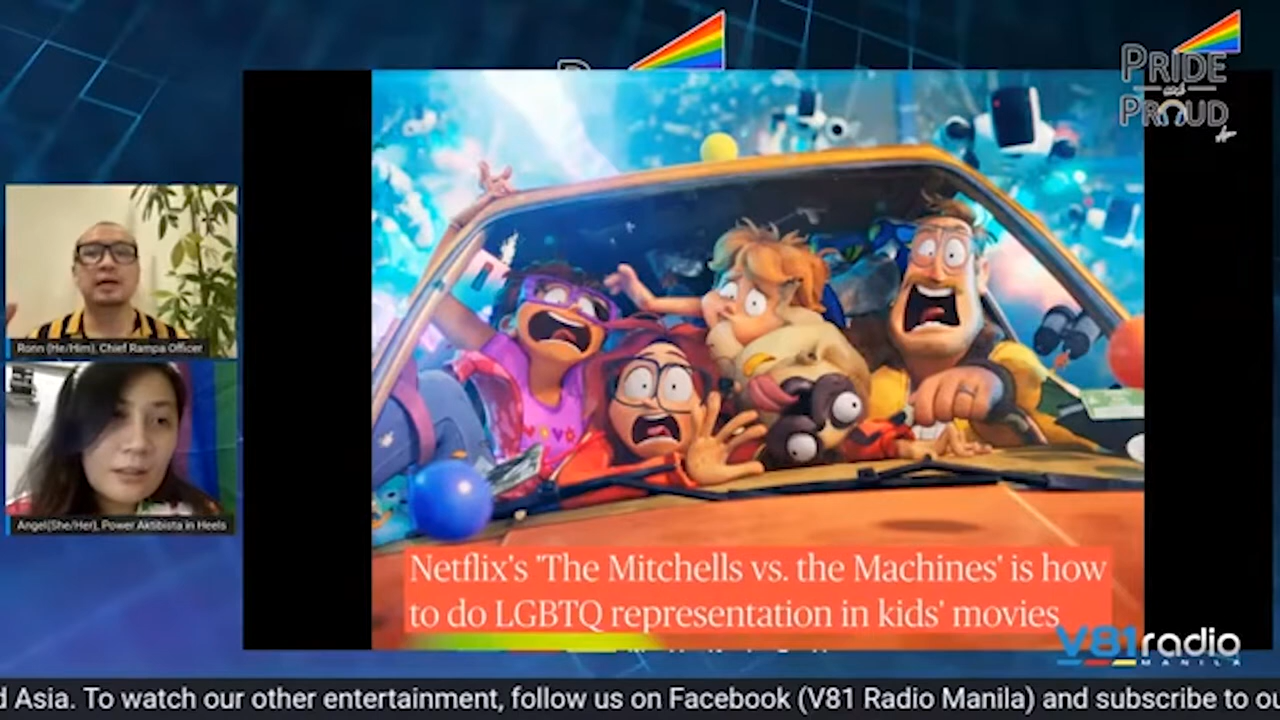 PRIDE
and
PROUD
Ronn (He/Him), Chief Rampa Officer
Angel(She/Her), Power Aktibista in Heels
Netflix's 'The Mitchells vs. the Machines' is how
to do LGBTQ representation in kids' movies
V81radio
MANILA
d Asia. To watch our other entertainment, follow us on Facebook (V81 Radio Manila) and subscribe to ou